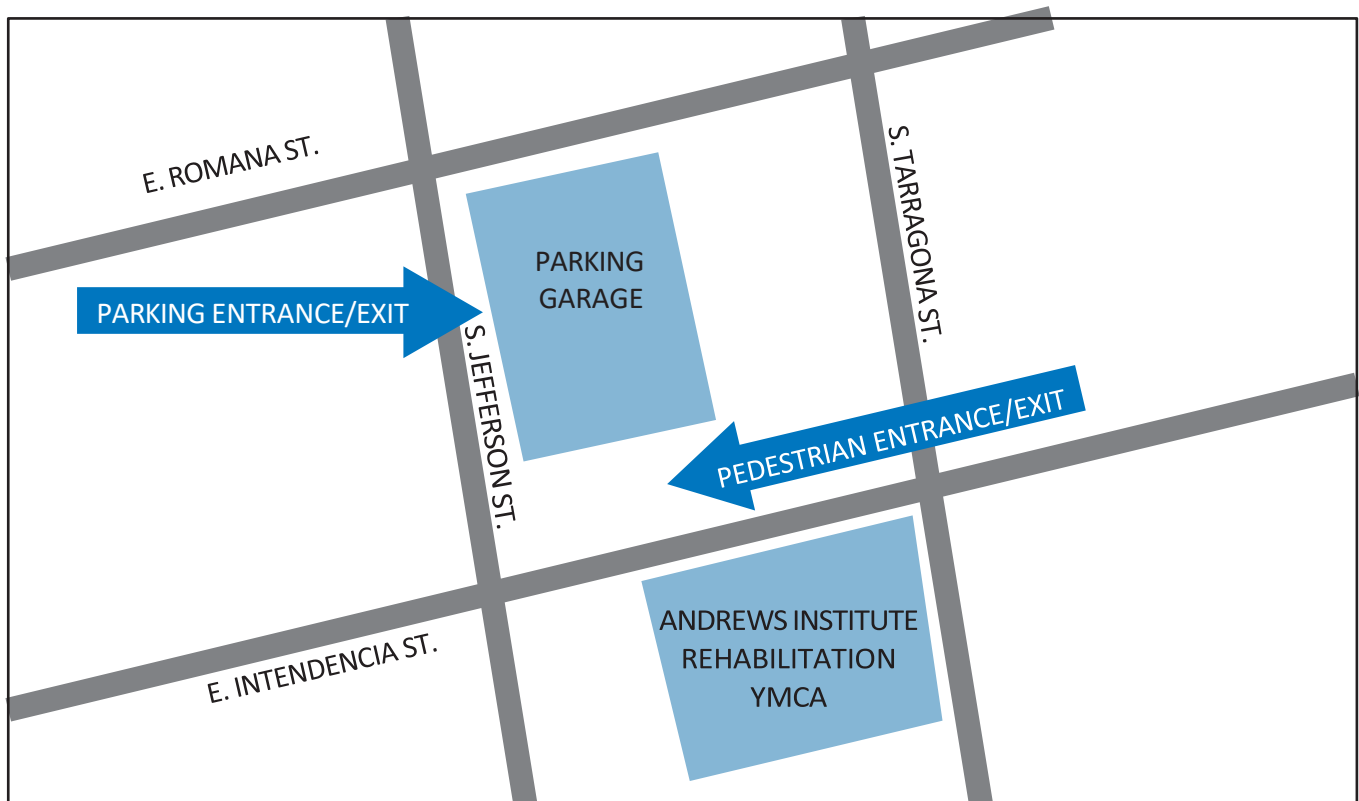 E. ROMANA ST.
S. TARRAGONA ST.
PARKING
GARAGE
PARKING ENTRANCE/EXIT
S. JEFFERSON ST.
PEDESTRIAN ENTRANCE/EXIT
E. INTENDENCIA ST.
ANDREWS INSTITUTE
REHABILITATION
YMCA